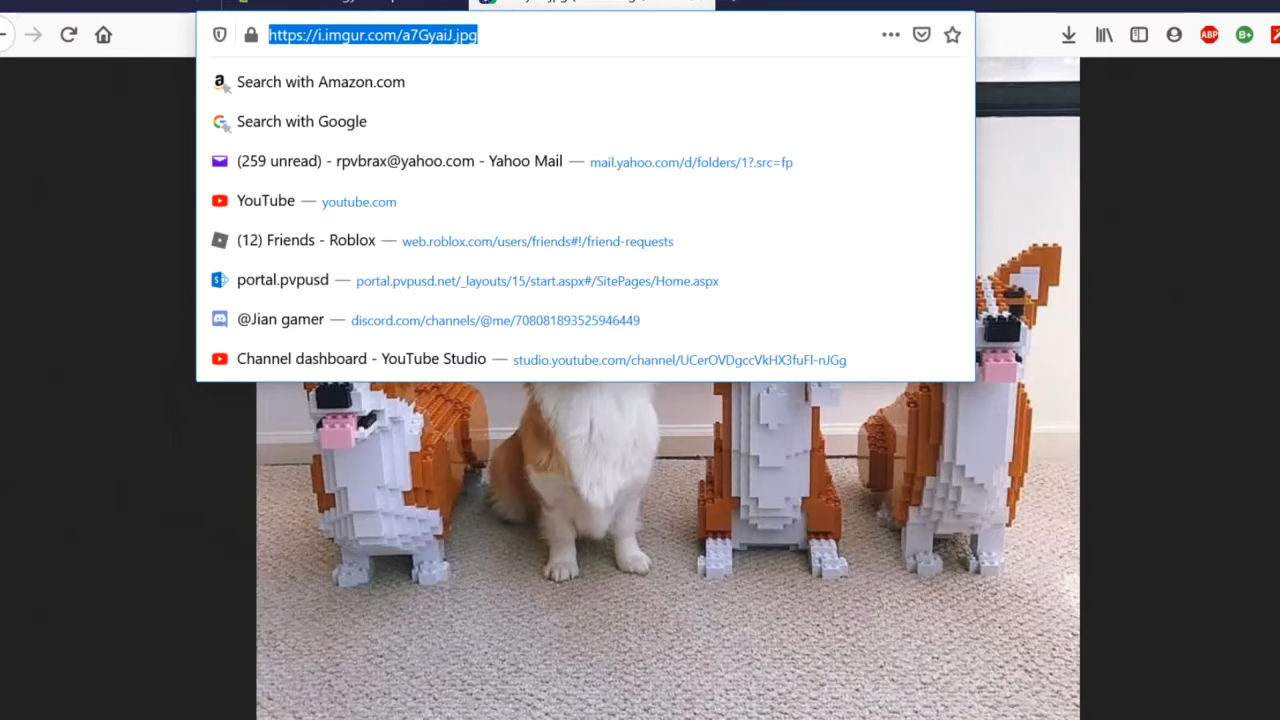 https://i.imgur.com/a7GyaiJ.jpg
ABP
B+
Search with Amazon.com
Search with Google
(259 unread) - rpvbrax@yahoo.com - Yahoo Mail — mail.yahoo.com/d/folders/1?.src=fp
YouTube — youtube.com
(12) Friends - Roblox — web.roblox.com/users/friends#!/friend-requests
portal.pvpusd — portal.pvpusd.net/_layouts/15/start.aspx#/SitePages/Home.aspx
@Jian gamer — discord.com/channels/@me/708081893525946449
Channel dashboard - YouTube Studio — studio.youtube.com/channel/UCerOVDgccVkHX3fuFI-nJGg